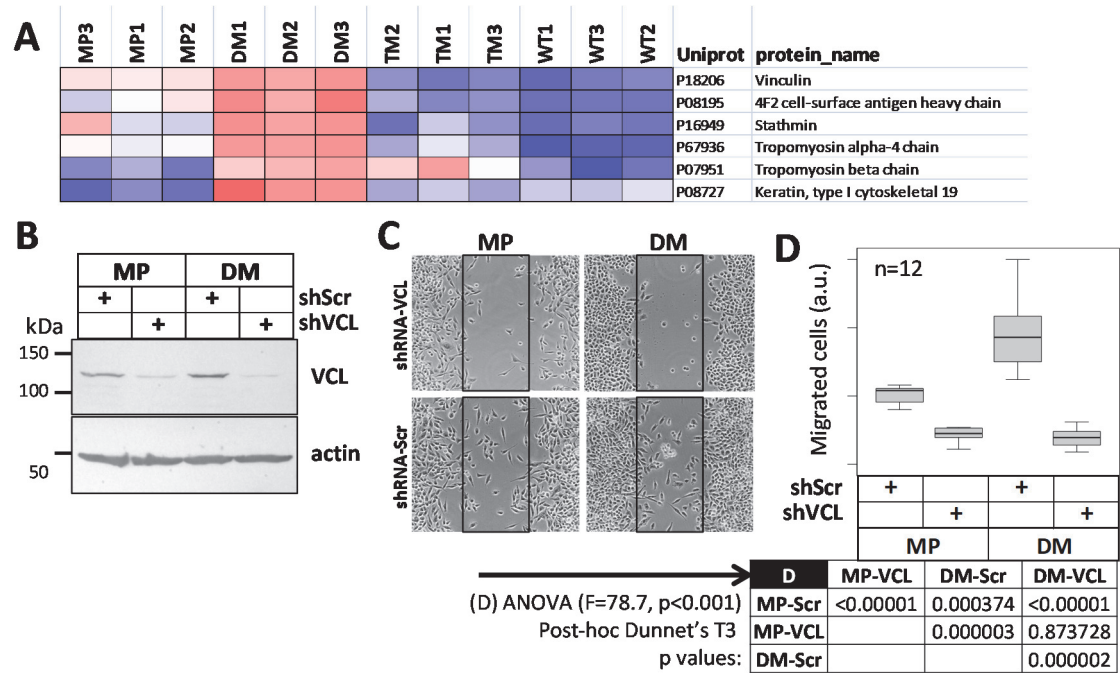 A
MP3 MP1 MP2 DM1 DM2 DM3 TM2 TM1 TM3 WT1 WT3 WT2 Uniprot protein_name
P18206 Vinculin
P08195 4F2 cell-surface antigen heavy chain
P16949 Stathmin
P67936 Tropomyosin alpha-4 chain
P07951 Tropomyosin beta chain
P08727 Keratin, type I cytoskeletal 19
B
MP DM
+ + shScr
+ + shVCL
kDa
150
100
50
VCL
actin
C
MP DM
shRNA-VCL
shRNA-Scr
D
n=12
Migrated cells (a.u.)
shScr + +
shVCL + +
MP DM
D MP-VCL DM-Scr DM-VCL
(D) ANOVA (F=78.7, p<0.001) MP-Scr <0.00001 0.000374 <0.00001
Post-hoc Dunnet's T3 MP-VCL 0.000003 0.873728
p values: DM-Scr 0.000002